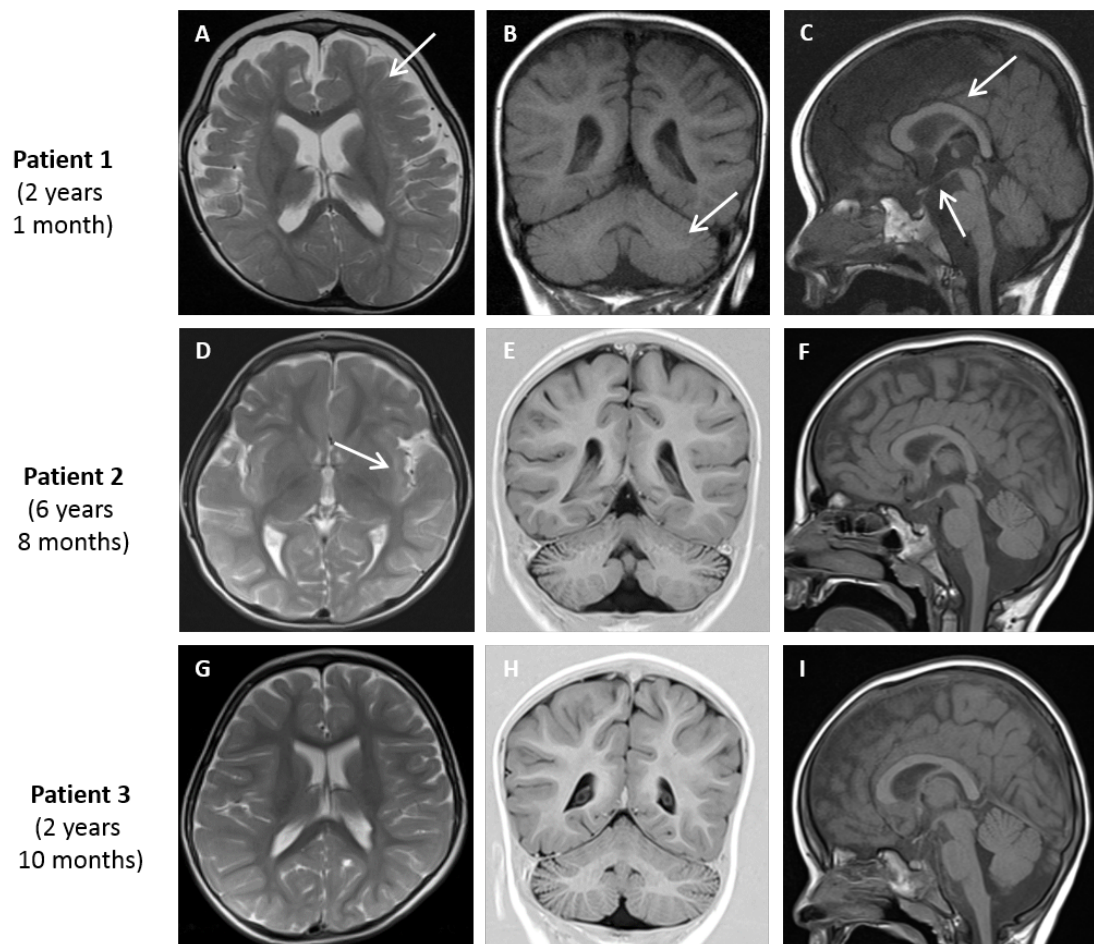 A
B
C
Patient 1
(2 years
1 month)
D
E
F
Patient 2
(6 years
8 months)
G
H
I
Patient 3
(2 years
10 months)